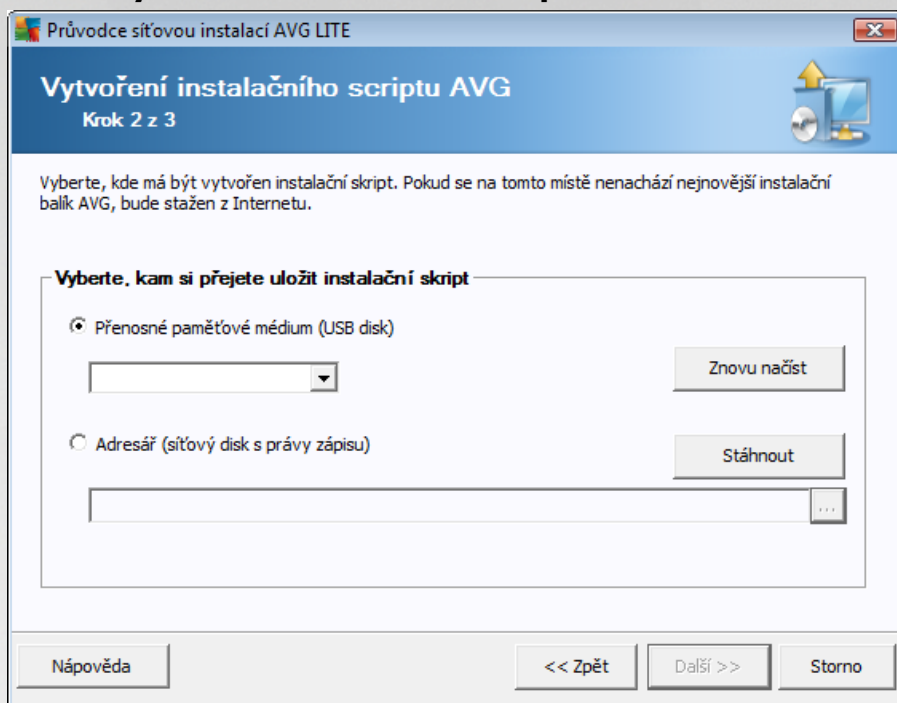 Průvodce síťovou instalací AVG LITE
Vytvoření instalačního scriptu AVG
Krok 2 z 3
Vyberte, kde má být vytvořen instalační skript. Pokud se na tomto místě nenachází nejnovější instalační
balík AVG, bude stažen z Internetu.
Vyberte, kam si přejete uložit instalační skript
Přenosné paměťové médium (USB disk)
Znovu načíst
Adresář (síťový disk s právy zápisu)
Stáhnout
...
Nápověda
<< Zpět
Další >>
Storno